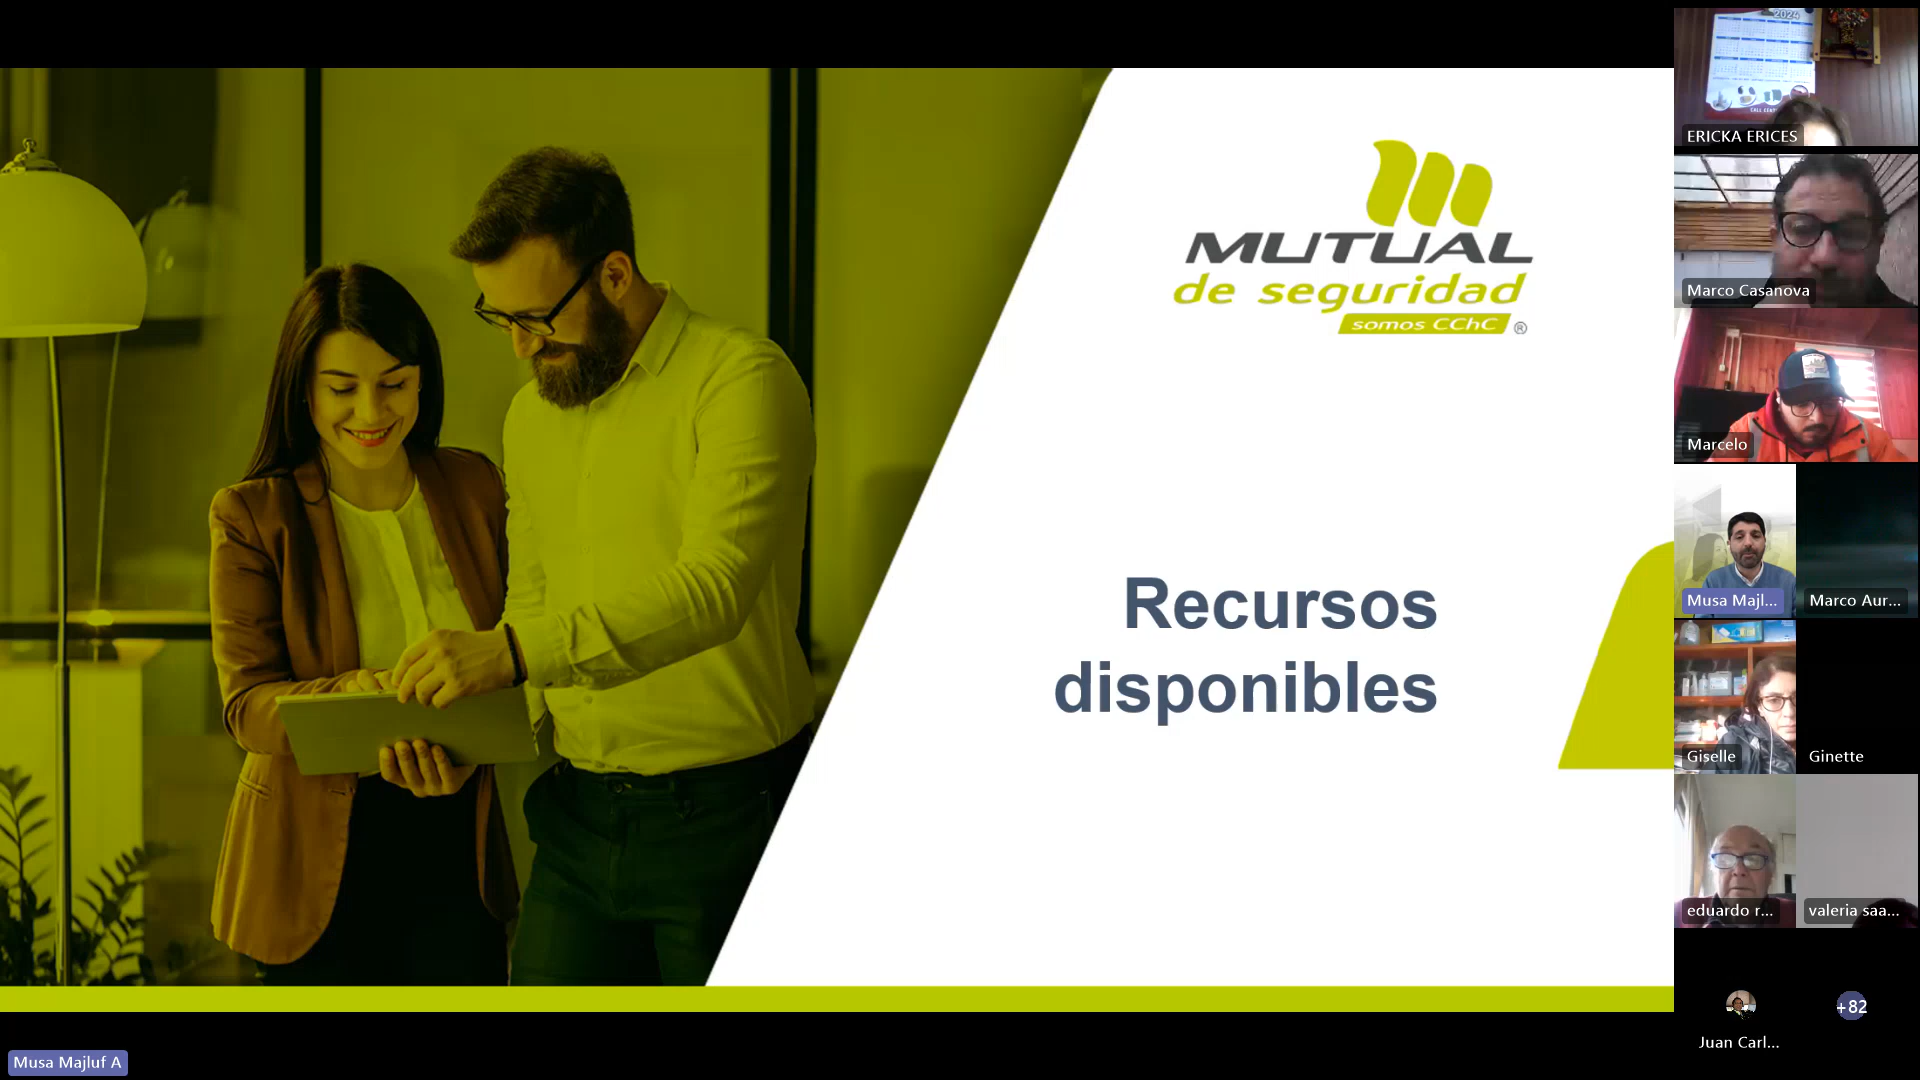 MUTUAL
de seguridad
somos CChC ®
Recursos
disponibles
2024
ERICKA ERICES
Marco Casanova
Marcelo
Musa Majl...
Marco Aur...
Giselle
Ginette
eduardo r...
valeria saa...
Juan Carl...
+82
Musa Majluf A